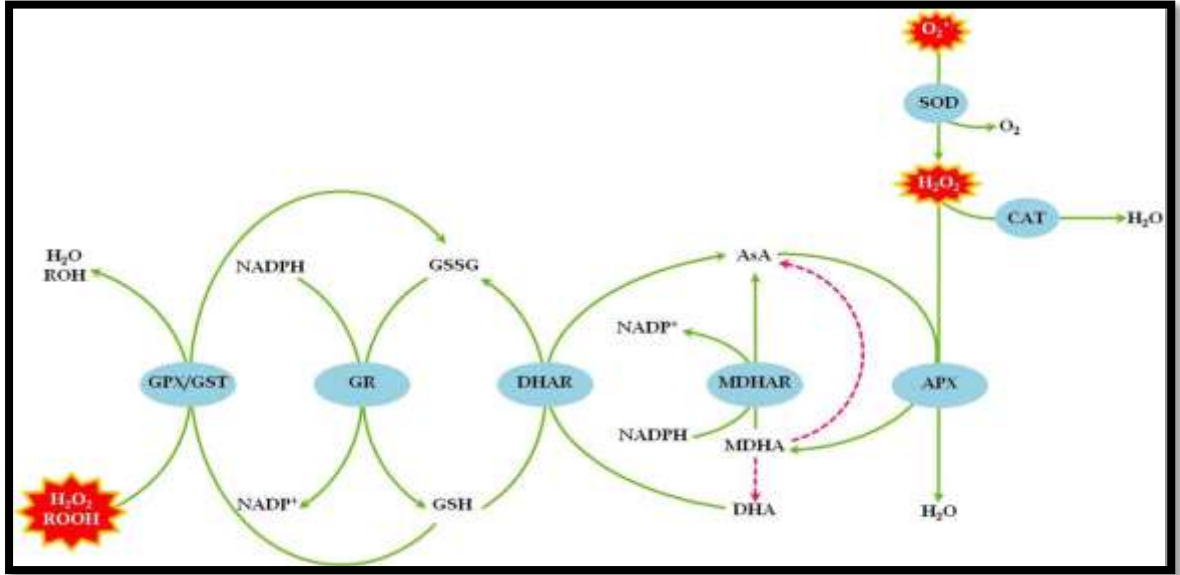 O₂•
SOD
O₂
H₂O₂
CAT
H₂O
H₂O
ROH
NADPH
GSSG
AsA
NADP⁺
GPX/GST
GR
DHAR
MDHAR
APX
NADPH
MDHA
H₂O₂
ROOH
NADP⁺
GSH
DHA
H₂O